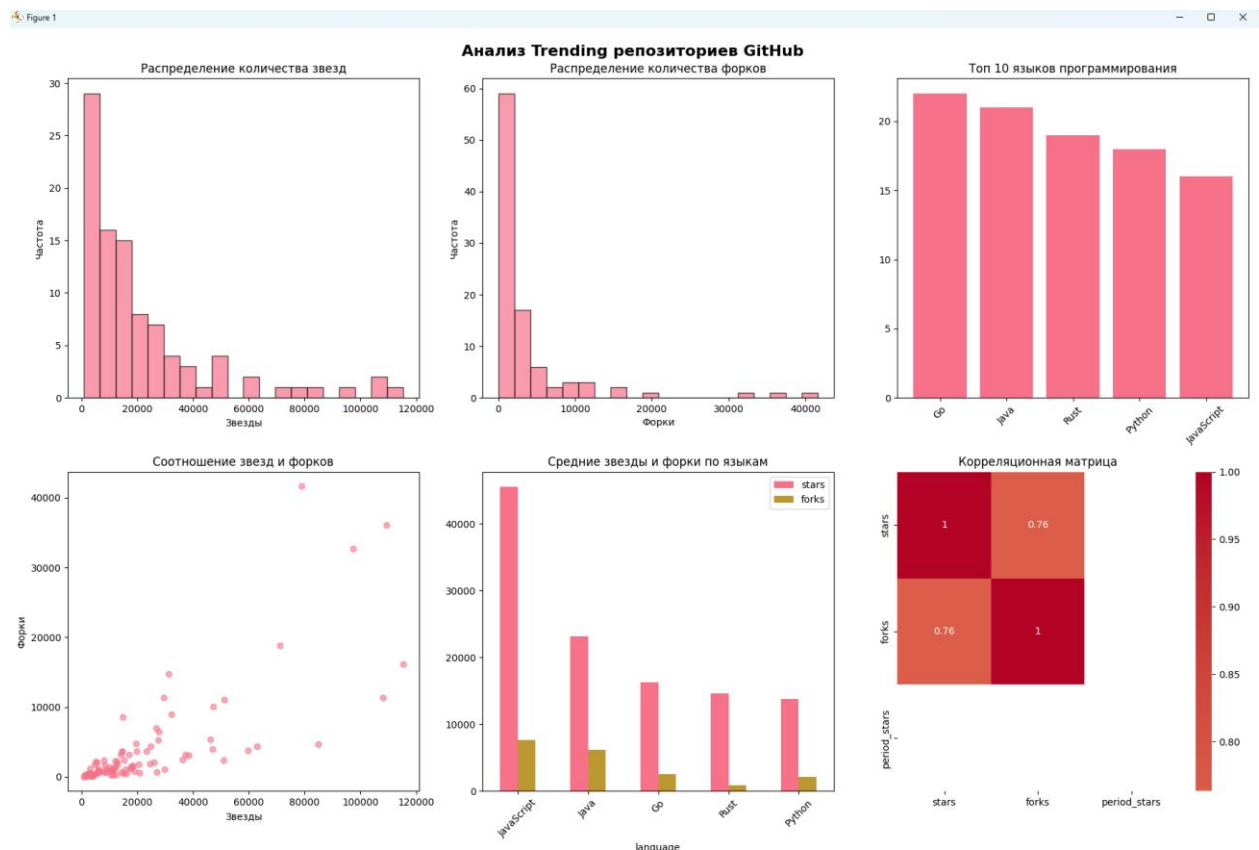 Figure 1
Анализ Trending репозиториев GitHub
Распределение количества звезд
30
25
20
15
10
5
0
Частота
0 20000 40000 60000 80000 100000 120000
Звезды
Распределение количества форков
60
50
40
30
20
10
0
Частота
0 10000 20000 30000 40000
Форки
Топ 10 языков программирования
20
15
10
5
0
Go Java Rust Python JavaScript
Соотношение звезд и форков
40000
30000
20000
10000
0
Форки
0 20000 40000 60000 80000 100000 120000
Звезды
Средние звезды и форки по языкам
stars
forks
40000
30000
20000
10000
0
JavaScript Java Go Rust Python
language
Корреляционная матрица
stars
forks
period_stars
1 0.76
0.76 1
stars forks period_stars
1.00
0.95
0.90
0.85
0.80